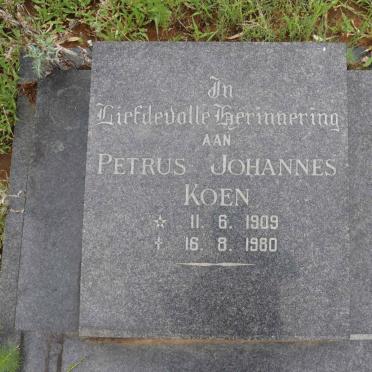 In
Liefdevolle Herinnering
AAN
PETRUS JOHANNES
KOEN
☆ 11. 6. 1909
† 16. 8. 1980